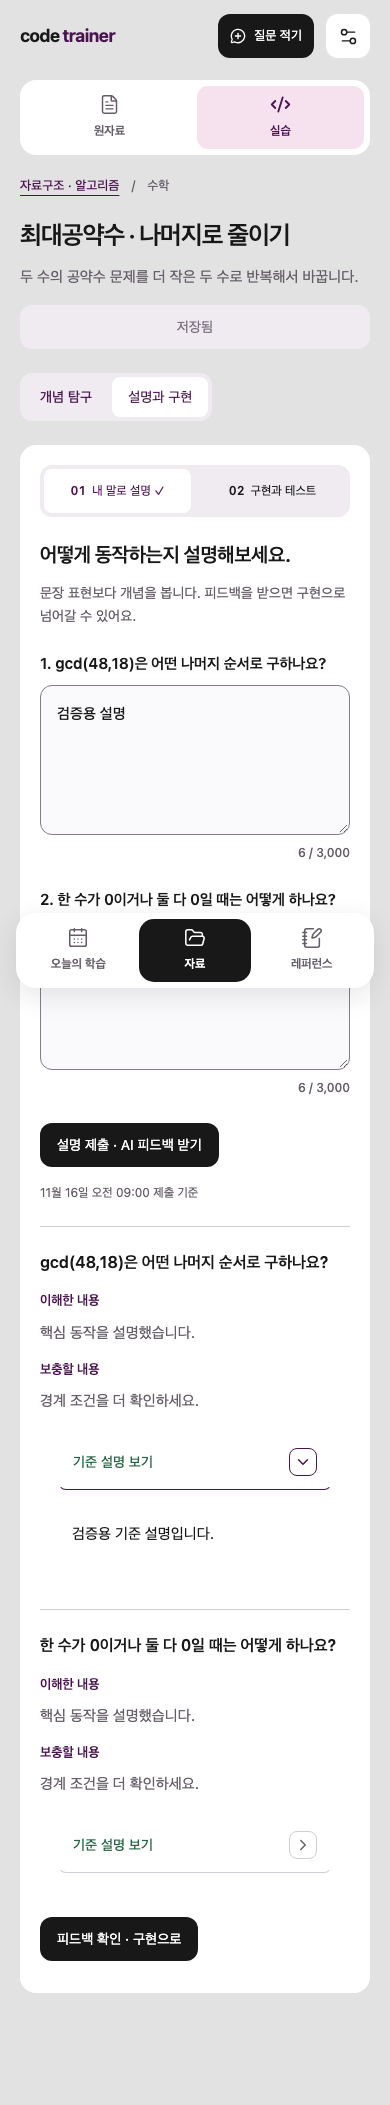 code trainer
질문 적기
원자료
실습
자료구조 · 알고리즘 / 수학
최대공약수 · 나머지로 줄이기
두 수의 공약수 문제를 더 작은 두 수로 반복해서 바꿉니다.
저장됨
개념 탐구
설명과 구현
01 내 말로 설명 ✓
02 구현과 테스트
어떻게 동작하는지 설명해보세요.
문장 표현보다 개념을 봅니다. 피드백을 받으면 구현으로
넘어갈 수 있어요.
1. gcd(48,18)은 어떤 나머지 순서로 구하나요?
검증용 설명
6 / 3,000
2. 한 수가 0이거나 둘 다 0일 때는 어떻게 하나요?
오늘의 학습
자료
레퍼런스
6 / 3,000
설명 제출 · AI 피드백 받기
11월 16일 오전 09:00 제출 기준
gcd(48,18)은 어떤 나머지 순서로 구하나요?
이해한 내용
핵심 동작을 설명했습니다.
보충할 내용
경계 조건을 더 확인하세요.
기준 설명 보기
검증용 기준 설명입니다.
한 수가 0이거나 둘 다 0일 때는 어떻게 하나요?
이해한 내용
핵심 동작을 설명했습니다.
보충할 내용
경계 조건을 더 확인하세요.
기준 설명 보기
피드백 확인 · 구현으로